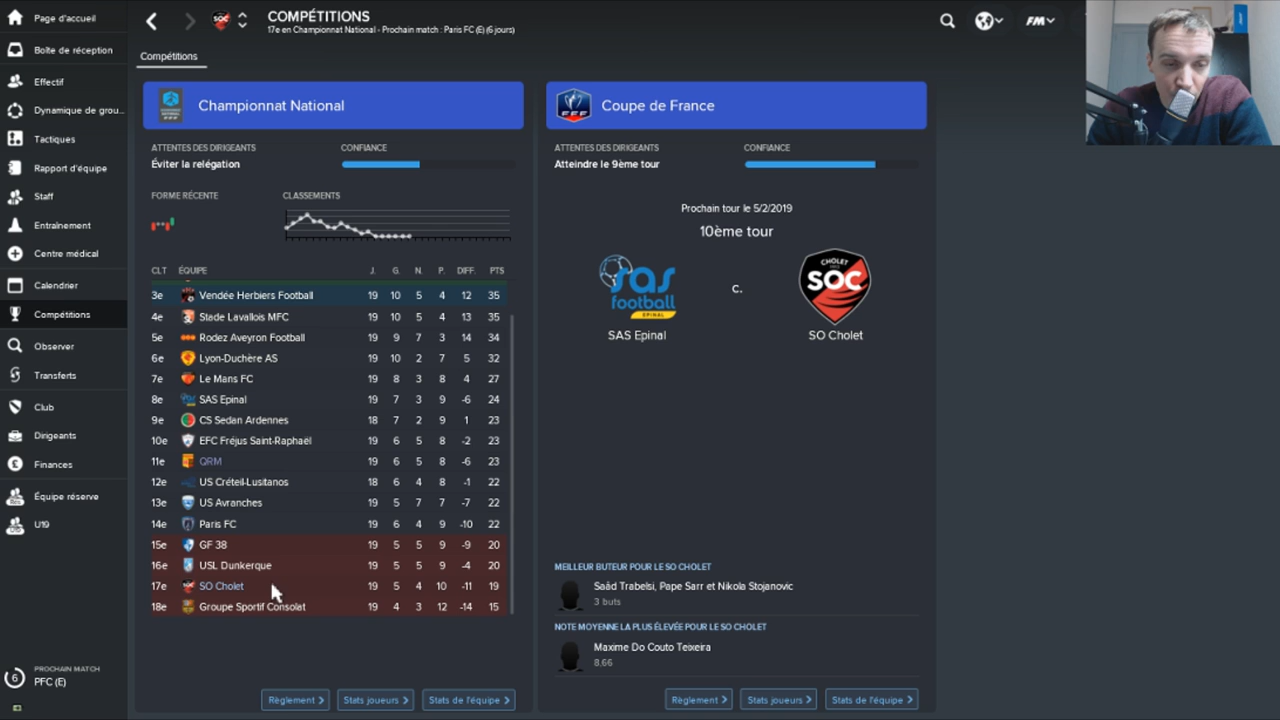 Page d'accueil
Boîte de réception
Effectif
Dynamique de grou...
Tactiques
Rapport d'équipe
Staff
Entraînement
Centre médical
Calendrier
Compétitions
Observer
Transferts
Club
Dirigeants
Finances
Équipe réserve
U19
6
PROCHAIN MATCH
PFC (E)
SOC
COMPÉTITIONS
17e en Championnat National - Prochain match : Paris FC (E) (6 jours)
FM
Compétitions
Championnat National
ATTENTES DES DIRIGEANTS CONFIANCE
Éviter la relégation
FORME RÉCENTE CLASSEMENTS
CLT ÉQUIPE J. G. N. P. DIFF. PTS
3e Vendée Herbiers Football 19 10 5 4 12 35
4e Stade Lavallois MFC 19 10 5 4 13 35
5e Rodez Aveyron Football 19 9 7 3 14 34
6e Lyon-Duchère AS 19 10 2 7 5 32
7e Le Mans FC 19 8 3 8 4 27
8e SAS Epinal 19 7 3 9 -6 24
9e CS Sedan Ardennes 18 7 2 9 1 23
10e EFC Fréjus Saint-Raphaël 19 6 5 8 -2 23
11e QRM 19 6 5 8 -6 23
12e US Créteil-Lusitanos 18 6 4 8 -1 22
13e US Avranches 19 5 7 7 -7 22
14e Paris FC 19 6 4 9 -10 22
15e GF 38 19 5 5 9 -9 20
16e USL Dunkerque 19 5 5 9 -4 20
17e SO Cholet 19 5 4 10 -11 19
18e Groupe Sportif Consolat 19 4 3 12 -14 15
Règlement > Stats joueurs > Stats de l'équipe >
FFF
Coupe de France
ATTENTES DES DIRIGEANTS CONFIANCE
Atteindre le 9ème tour
Prochain tour le 5/2/2019
10ème tour
sas football EPINAL
c.
CHOLET SOC
SAS Epinal SO Cholet
MEILLEUR BUTEUR POUR LE SO CHOLET
Saâd Trabelsi, Pape Sarr et Nikola Stojanovic
3 buts
NOTE MOYENNE LA PLUS ÉLEVÉE POUR LE SO CHOLET
Maxime Do Couto Teixeira
8.66
Règlement > Stats joueurs > Stats de l'équipe >